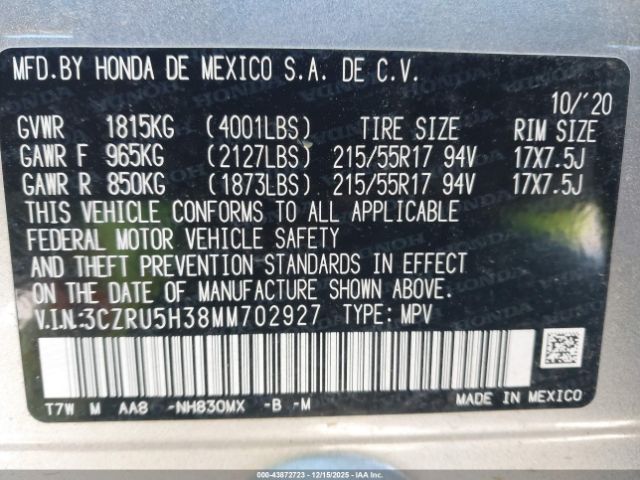 MFD.BY HONDA DE MEXICO S.A. DE C.V.
10/'20
GVWR 1815KG (4001LBS) TIRE SIZE RIM SIZE
GAWR F 965KG (2127LBS) 215/55R17 94V 17X7.5J
GAWR R 850KG (1873LBS) 215/55R17 94V 17X7.5J
THIS VEHICLE CONFORMS TO ALL APPLICABLE
FEDERAL MOTOR VEHICLE SAFETY
AND THEFT PREVENTION STANDARDS IN EFFECT
ON THE DATE OF MANUFACTURE SHOWN ABOVE.
V.I.N:3CZRU5H38MM702927 TYPE: MPV
T7W M AA8 -NH830MX -B -M
MADE IN MEXICO
© 000-43872723 - 12/15/2025 - IAAI.COM